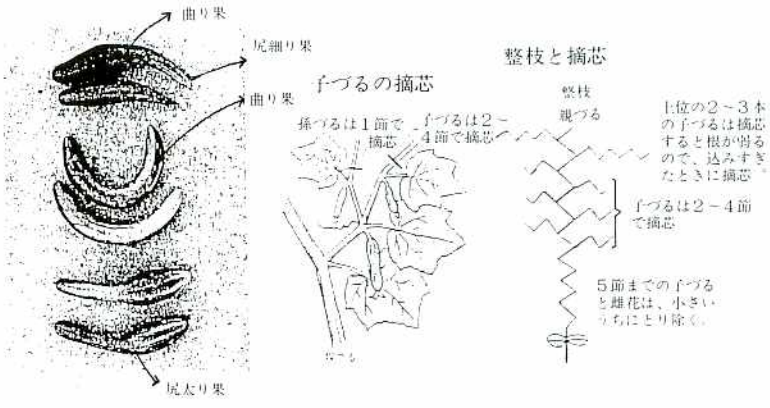 曲り果
尻細り果
曲り果
尻太り果
子づるの摘芯
孫づるは1節で
摘芯
子づるは2~
4節で摘芯
整枝と摘芯
整枝
親づる
上位の2~3本
の子づるは摘芯
すると根が弱る
ので、込みすぎ
たときに摘芯。
子づるは2~4節
で摘芯
5節までの子づる
と雌花は、小さい
うちにとり除く。